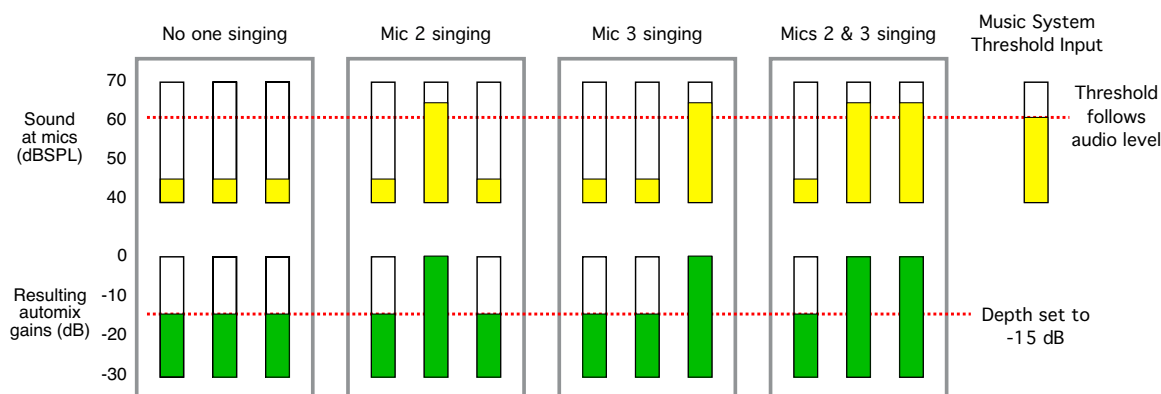 No one singing
Mic 2 singing
Mic 3 singing
Mics 2 & 3 singing
Music System
Threshold Input
70
60
50
40
Sound
at mics
(dBSPL)
Threshold
follows
audio level
0
-10
-20
-30
Resulting
automix
gains (dB)
Depth set to
-15 dB